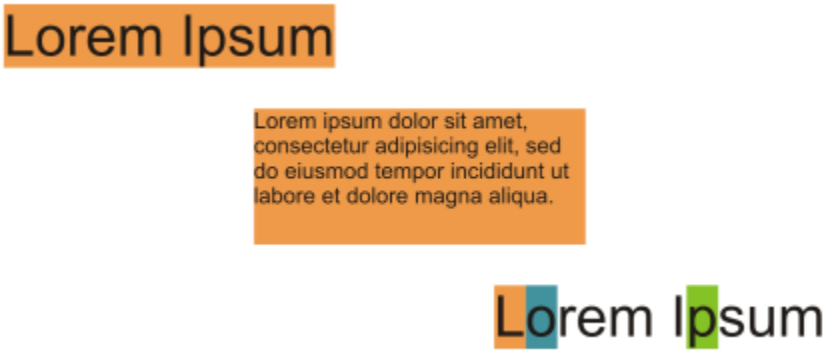 Lorem Ipsum
Lorem ipsum dolor sit amet,
consectetur adipisicing elit, sed
do eiusmod tempor incididunt ut
labore et dolore magna aliqua.
Lorem Ipsum